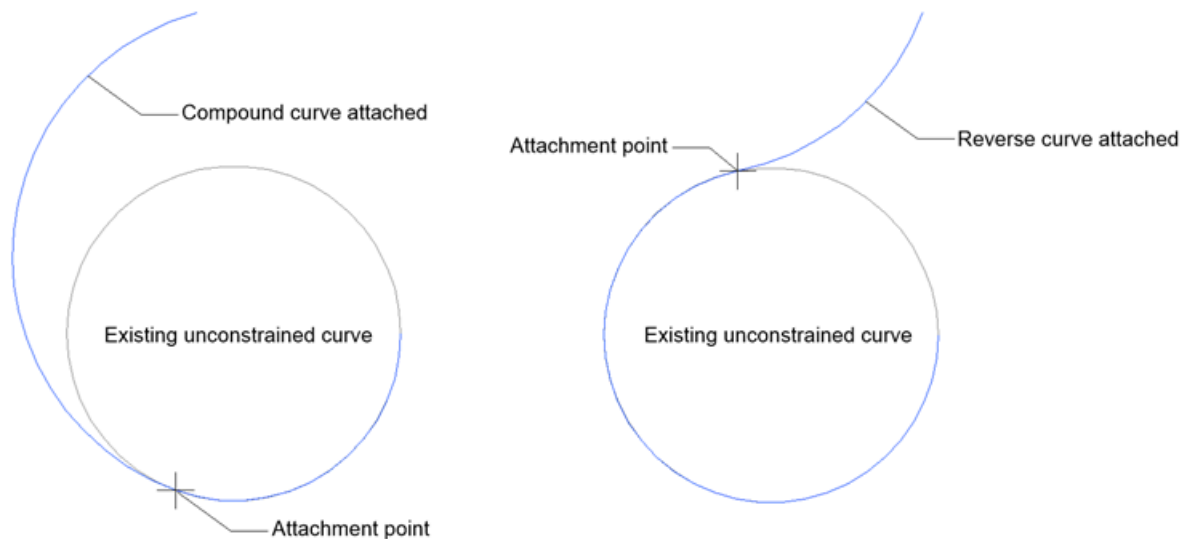 Compound curve attached
Existing unconstrained curve
Attachment point
Attachment point
Reverse curve attached
Existing unconstrained curve